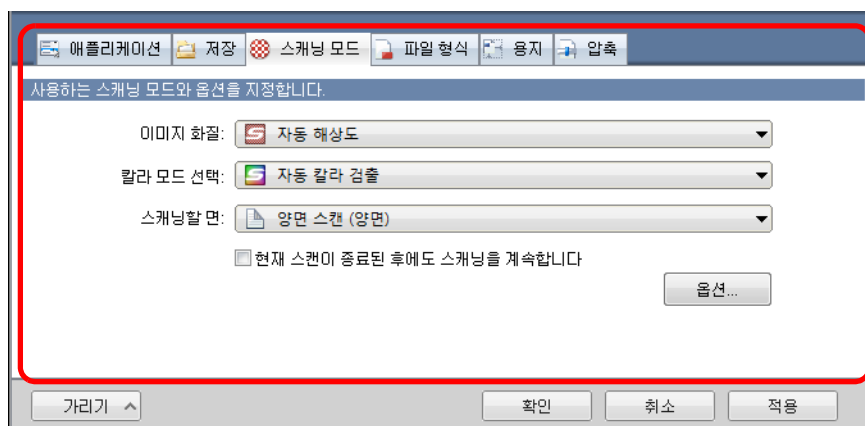 애플리케이션 저장 스캐닝 모드 파일 형식 용지 압축
사용하는 스캐닝 모드와 옵션을 지정합니다.
이미지 화질: 자동 해상도
칼라 모드 선택: 자동 칼라 검출
스캐닝할 면: 양면 스캔 (양면)
현재 스캔이 종료된 후에도 스캐닝을 계속합니다
옵션...
가리기 확인 취소 적용